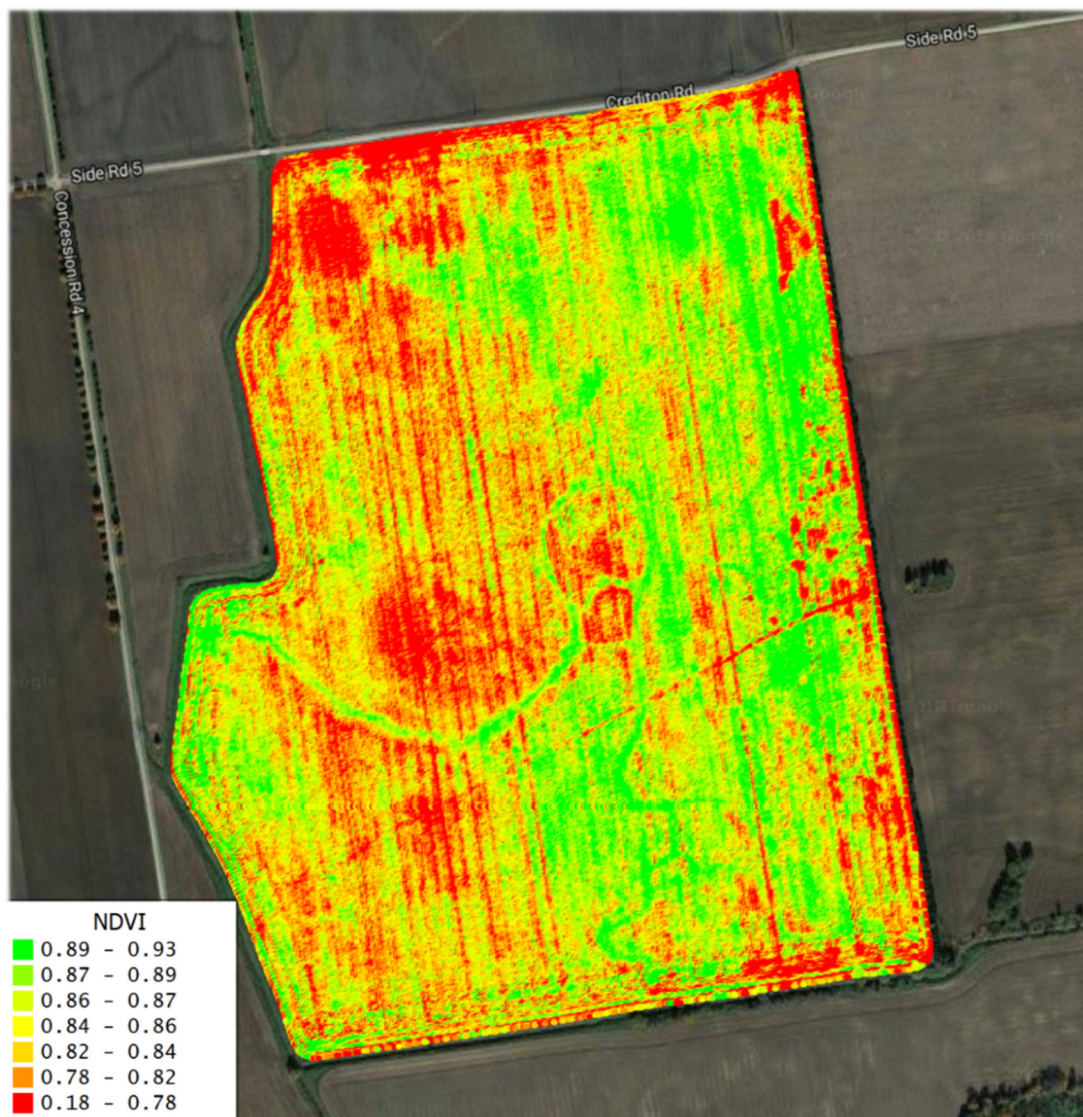 Side Rd 5
Crediton Rd
Side Rd 5
Concession Rd 4
NDVI
0.89 - 0.93
0.87 - 0.89
0.86 - 0.87
0.84 - 0.86
0.82 - 0.84
0.78 - 0.82
0.18 - 0.78